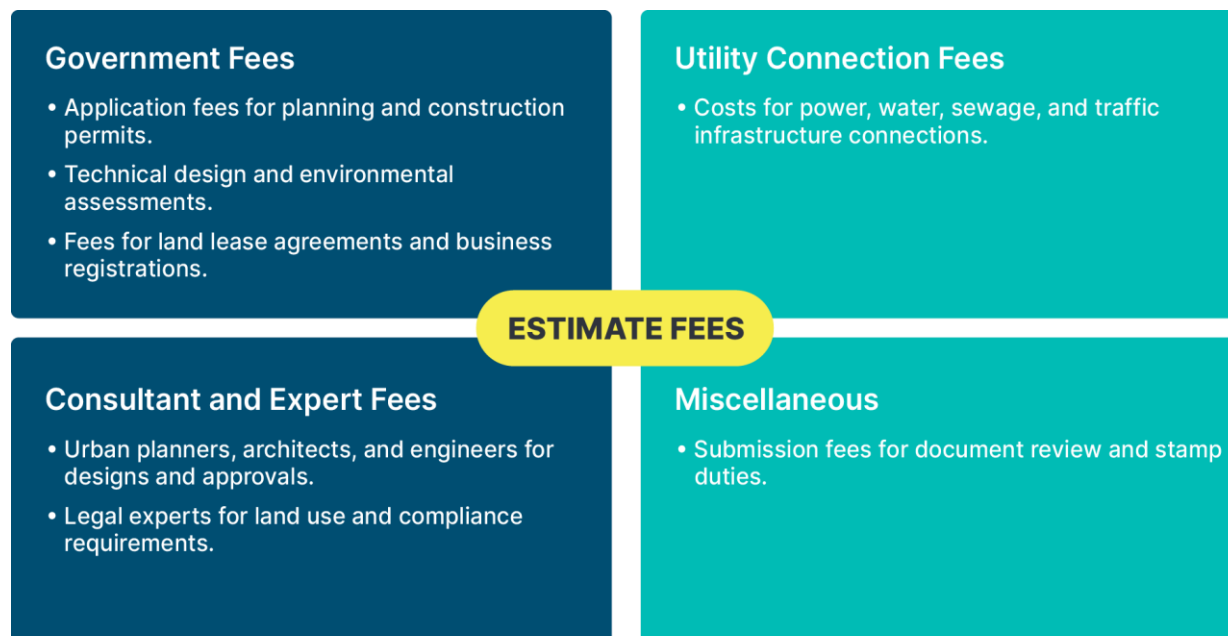 Government Fees
• Application fees for planning and construction
permits.
• Technical design and environmental
assessments.
• Fees for land lease agreements and business
registrations.
Utility Connection Fees
• Costs for power, water, sewage, and traffic
infrastructure connections.
ESTIMATE FEES
Consultant and Expert Fees
• Urban planners, architects, and engineers for
designs and approvals.
• Legal experts for land use and compliance
requirements.
Miscellaneous
• Submission fees for document review and stamp
duties.